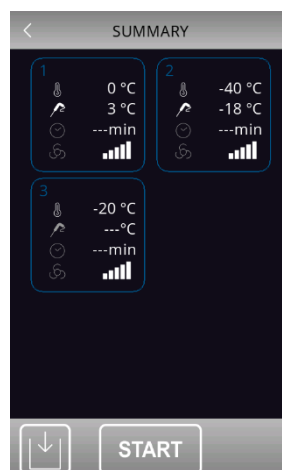 SUMMARY
1
0 °C
3 °C
---min
2
-40 °C
-18 °C
---min
3
-20 °C
---°C
---min
START